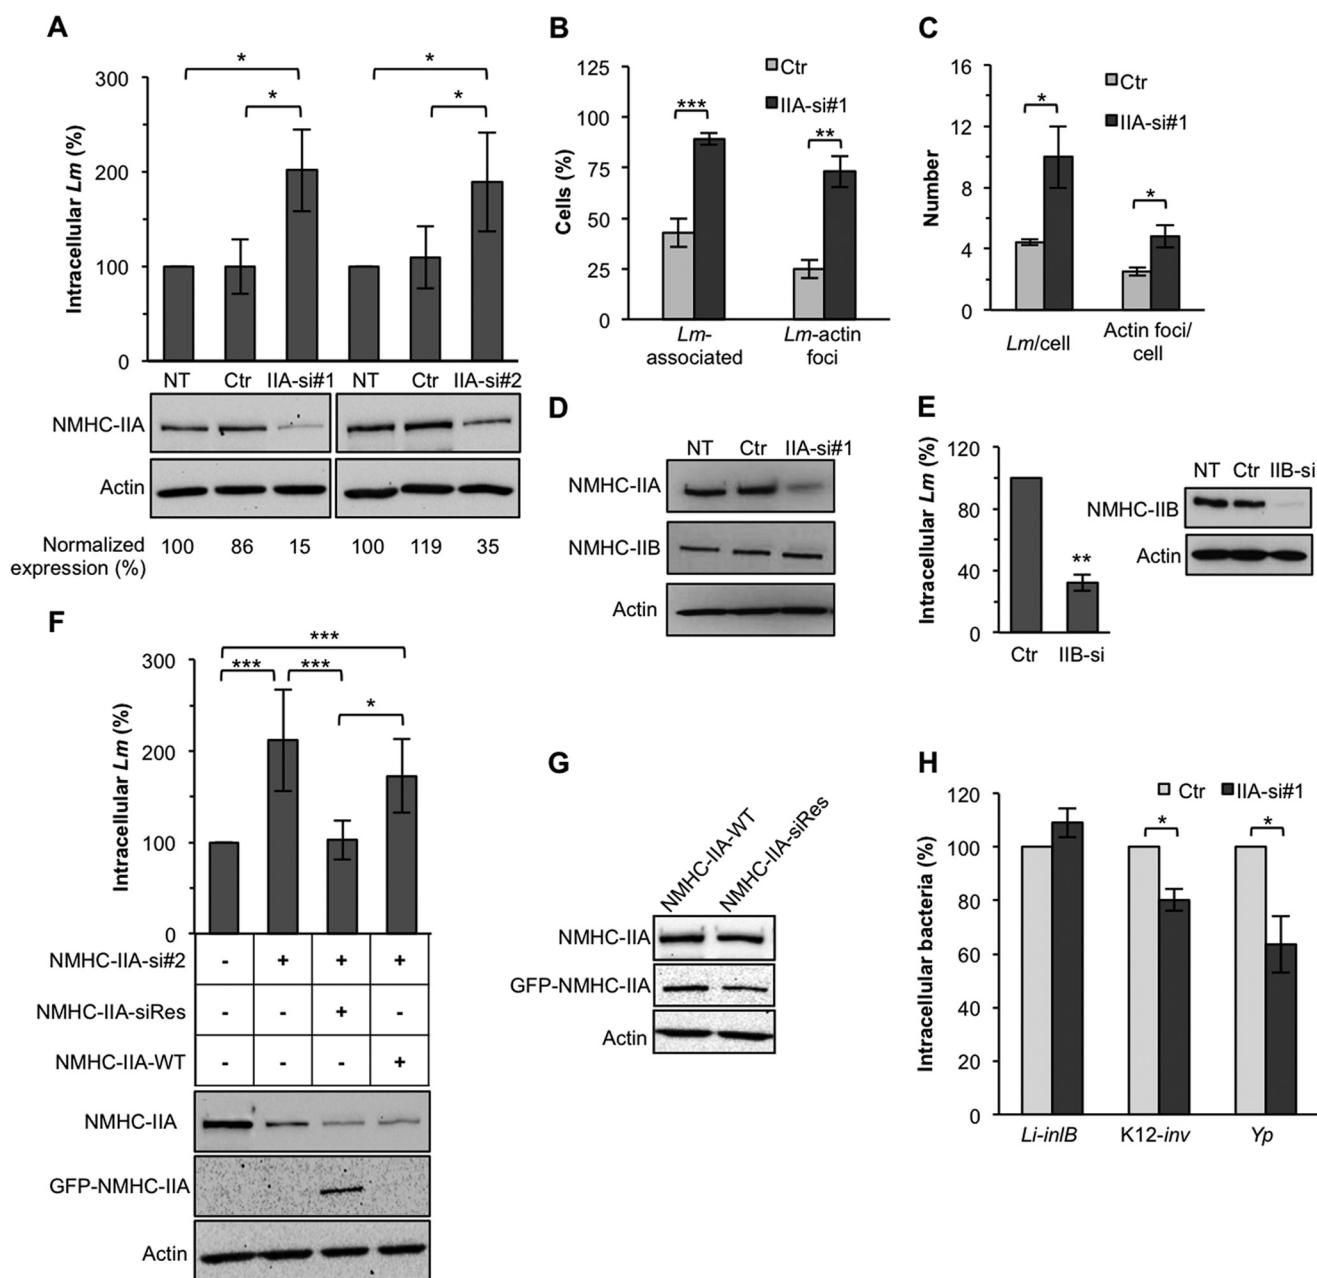 A
* *
* *
300
200
100
0
Intracellular Lm (%)
NT Ctr IIA-si#1 NT Ctr IIA-si#2
NMHC-IIA
Actin
Normalized
expression (%)
100 86 15 100 119 35
B
Ctr
IIA-si#1
125
100
75
50
25
0
Cells (%)
*** **
Lm-
associated
Lm-actin
foci
C
Ctr
IIA-si#1
16
12
8
4
0
Number
* *
Lm/cell
Actin foci/
cell
D
NT Ctr IIA-si#1
NMHC-IIA
NMHC-IIB
Actin
E
120
80
80
40
40
0
Intracellular Lm (%)
**
Ctr IIB-si
NT Ctr IIB-si
NMHC-IIB
Actin
F
***
*** ***
*
300
200
100
0
Intracellular Lm (%)
NMHC-IIA-si#2 - + + +
NMHC-IIA-siRes - - + -
NMHC-IIA-WT - - - +
NMHC-IIA
GFP-NMHC-IIA
Actin
G
NMHC-IIA-WT
NMHC-IIA-siRes
NMHC-IIA
GFP-NMHC-IIA
Actin
H
Ctr IIA-si#1
120
100
80
60
40
20
0
Intracellular bacteria (%)
* *
Li-inlB K12-inv Yp